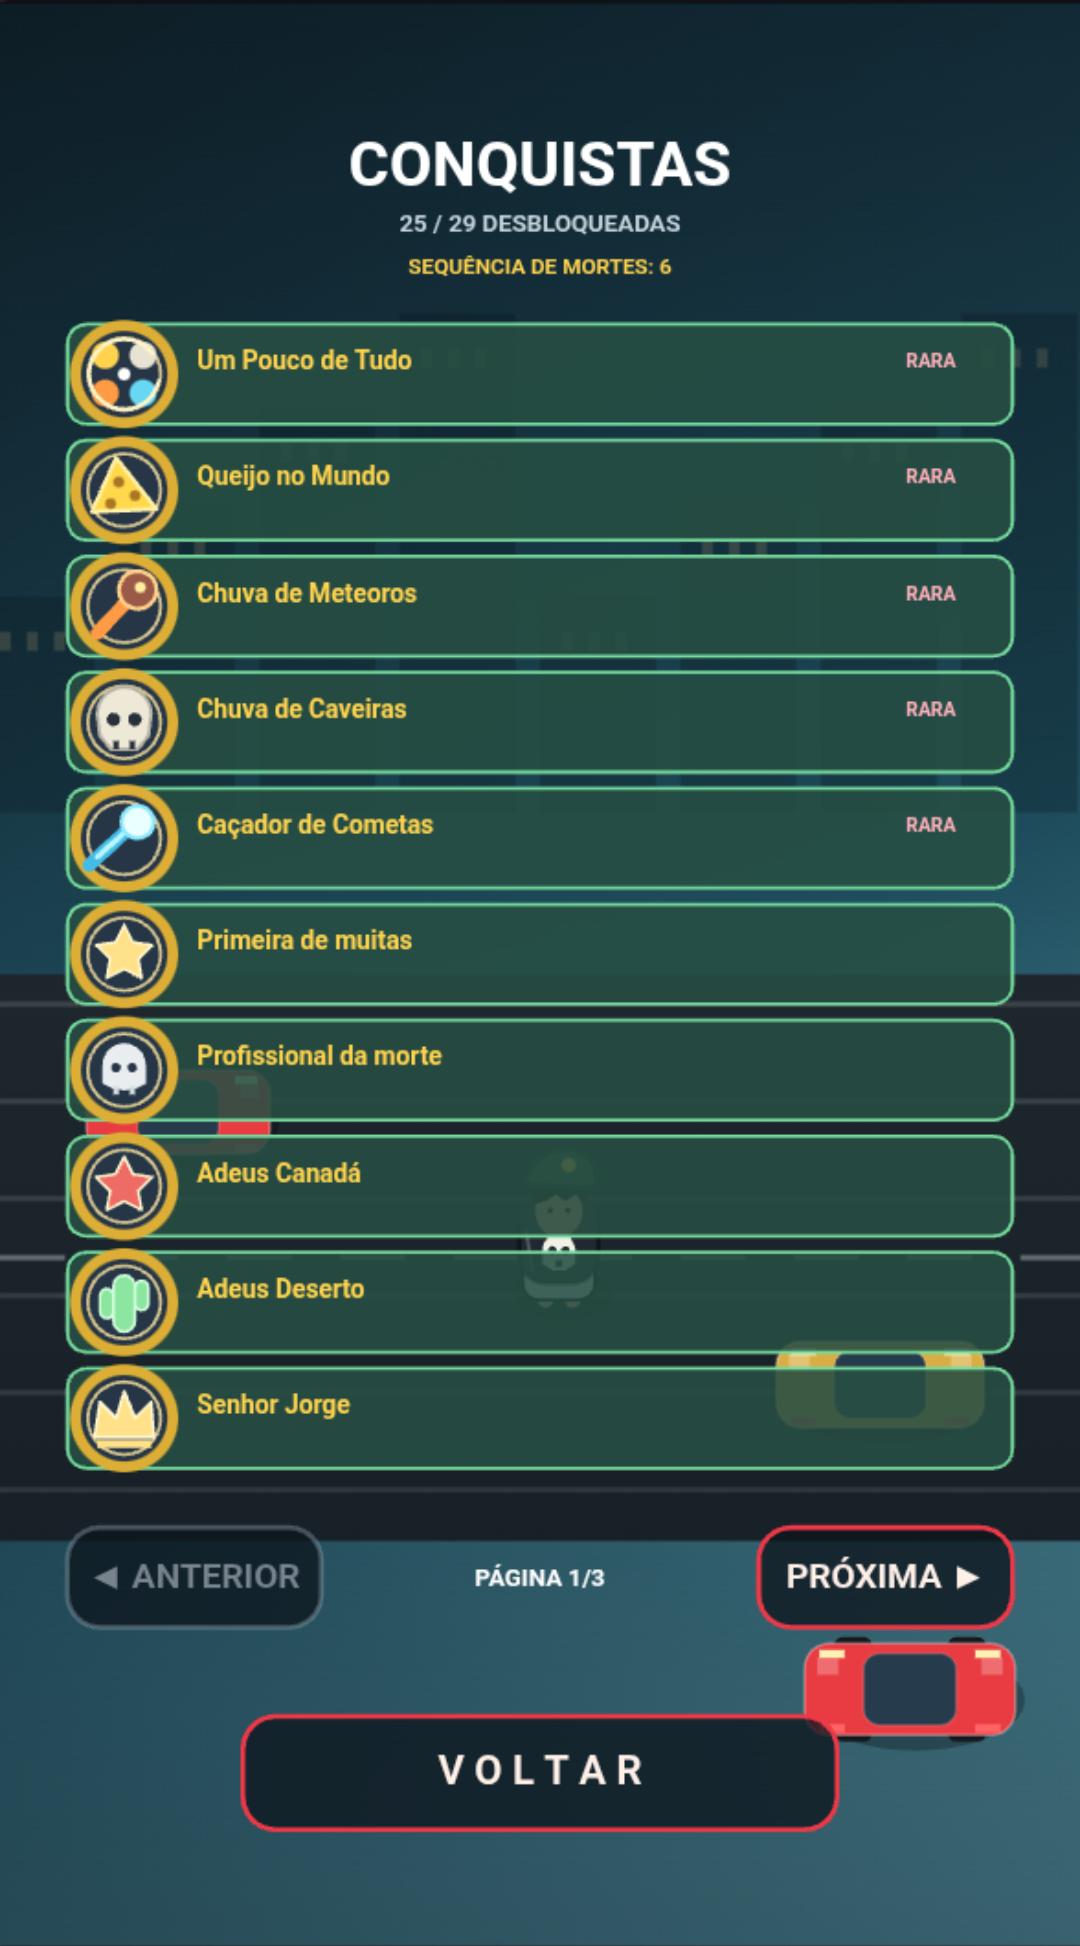 CONQUISTAS
25 / 29 DESBLOQUEADAS
SEQUÊNCIA DE MORTES: 6
Um Pouco de Tudo
RARA
Queijo no Mundo
RARA
Chuva de Meteoros
RARA
Chuva de Caveiras
RARA
Caçador de Cometas
RARA
Primeira de muitas
Profissional da morte
Adeus Canadá
Adeus Deserto
Senhor Jorge
◀ ANTERIOR
PÁGINA 1/3
PRÓXIMA ▶
VOLTAR